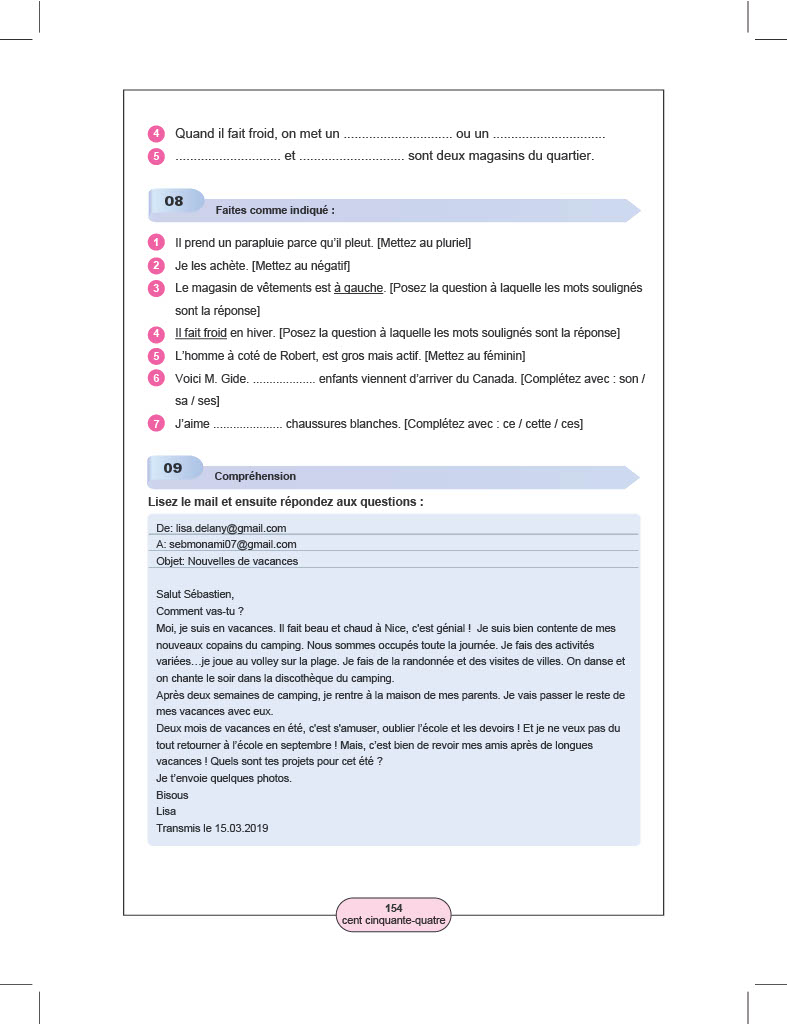 4 Quand il fait froid, on met un .............................. ou un ...............................
5 ............................. et ............................. sont deux magasins du quartier.
08
Faites comme indiqué :
1 Il prend un parapluie parce qu'il pleut. [Mettez au pluriel]
2 Je les achète. [Mettez au négatif]
3 Le magasin de vêtements est à gauche. [Posez la question à laquelle les mots soulignés
sont la réponse]
4 Il fait froid en hiver. [Posez la question à laquelle les mots soulignés sont la réponse]
5 L'homme à coté de Robert, est gros mais actif. [Mettez au féminin]
6 Voici M. Gide. ................... enfants viennent d'arriver du Canada. [Complétez avec : son /
sa / ses]
7 J'aime ..................... chaussures blanches. [Complétez avec : ce / cette / ces]
09
Compréhension
Lisez le mail et ensuite répondez aux questions :
De: lisa.delany@gmail.com
A: sebmonami07@gmail.com
Objet: Nouvelles de vacances
Salut Sébastien,
Comment vas-tu ?
Moi, je suis en vacances. Il fait beau et chaud à Nice, c'est génial !  Je suis bien contente de mes
nouveaux copains du camping. Nous sommes occupés toute la journée. Je fais des activités
variées…je joue au volley sur la plage. Je fais de la randonnée et des visites de villes. On danse et
on chante le soir dans la discothèque du camping.
Après deux semaines de camping, je rentre à la maison de mes parents. Je vais passer le reste de
mes vacances avec eux.
Deux mois de vacances en été, c'est s'amuser, oublier l'école et les devoirs ! Et je ne veux pas du
tout retourner à l'école en septembre ! Mais, c'est bien de revoir mes amis après de longues
vacances ! Quels sont tes projets pour cet été ?
Je t'envoie quelques photos.
Bisous
Lisa
Transmis le 15.03.2019
154
cent cinquante-quatre